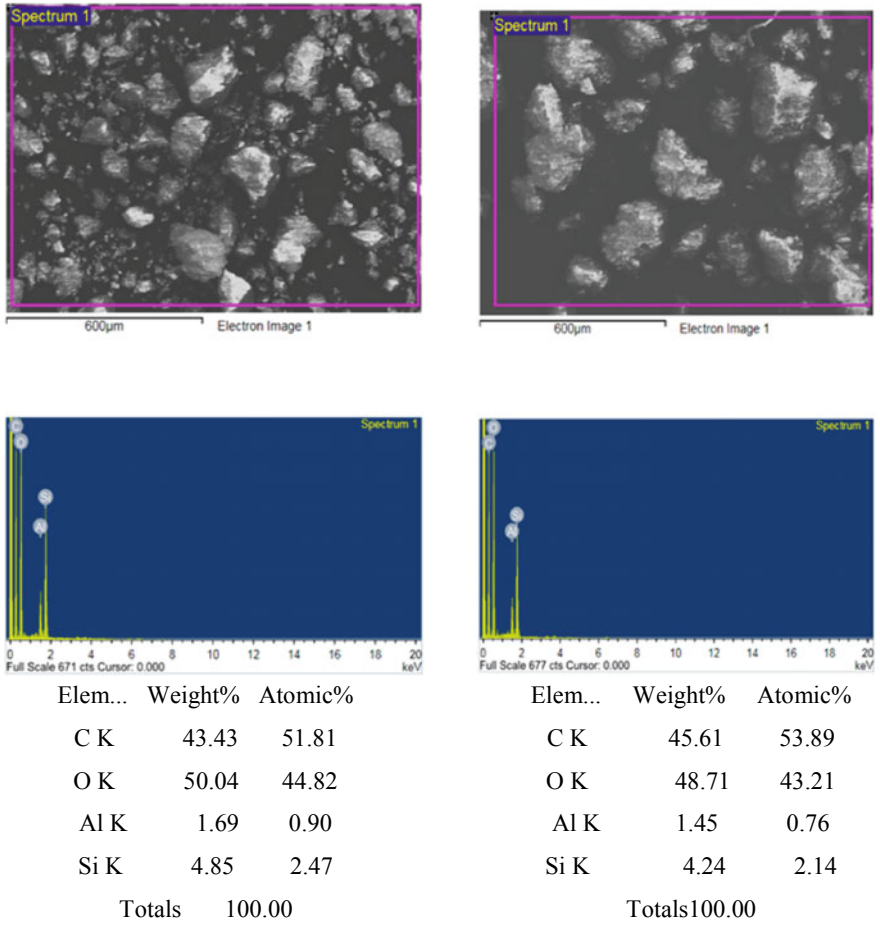 Spectrum 1
600µm Electron Image 1
Spectrum 1
600µm Electron Image 1
Spectrum 1
C
O
Si
Al
0 2 4 6 8 10 12 14 16 18 20
Full Scale 671 cts Cursor: 0.000 keV
Elem... Weight% Atomic%
C K 43.43 51.81
O K 50.04 44.82
Al K 1.69 0.90
Si K 4.85 2.47
Totals 100.00
Spectrum 1
O
C
Si
Al
0 2 4 6 8 10 12 14 16 18 20
Full Scale 677 cts Cursor: 0.000 keV
Elem... Weight% Atomic%
C K 45.61 53.89
O K 48.71 43.21
Al K 1.45 0.76
Si K 4.24 2.14
Totals100.00